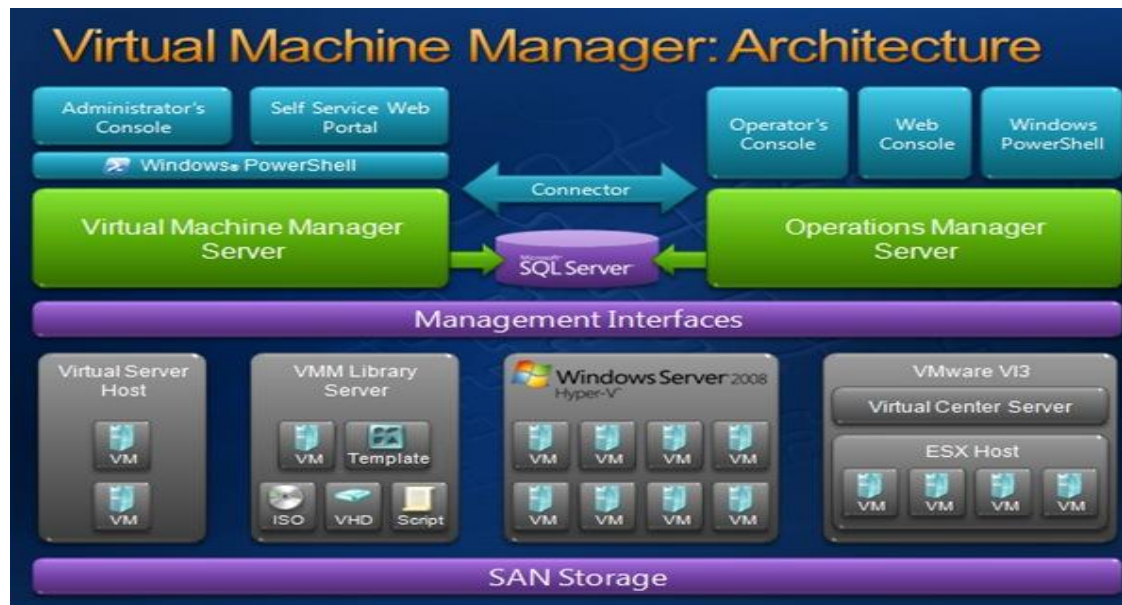 Virtual Machine Manager: Architecture
Administrator's
Console
Self Service Web
Portal
Windows® PowerShell
Virtual Machine Manager
Server
Connector
Microsoft
SQL Server
Operator's
Console
Web
Console
Windows
PowerShell
Operations Manager
Server
Management Interfaces
Virtual Server
Host
VM
VM
VMM Library
Server
VM Template
ISO VHD Script
Windows Server 2008
Hyper-V
VM VM VM VM
VM VM VM VM
VMware VI3
Virtual Center Server
ESX Host
VM VM VM VM
SAN Storage